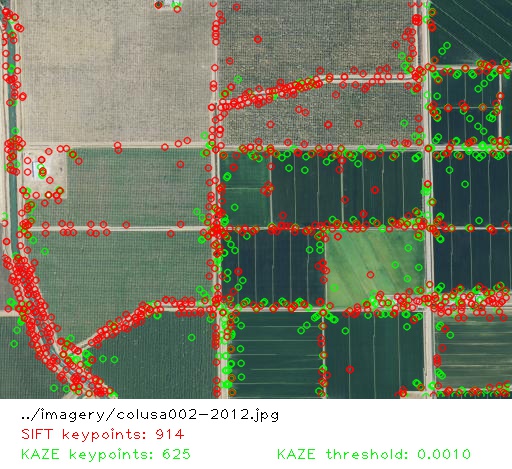 ../imagery/colusa002-2012.jpg
SIFT keypoints: 914
KAZE keypoints: 625 KAZE threshold: 0.0010